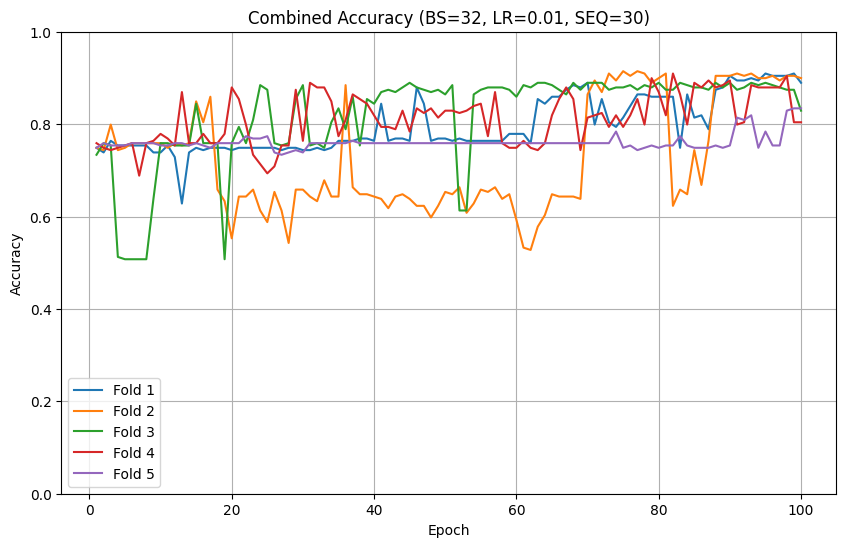 Combined Accuracy (BS=32, LR=0.01, SEQ=30)
1.0
0.8
0.6
0.4
0.2
0.0
Accuracy
Fold 1
Fold 2
Fold 3
Fold 4
Fold 5
0 20 40 60 80 100
Epoch